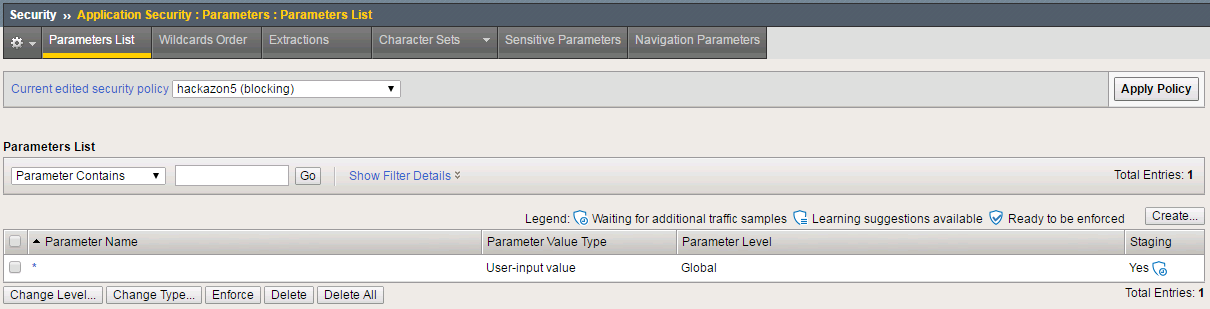 Security ›› Application Security : Parameters : Parameters List
Parameters List Wildcards Order Extractions Character Sets Sensitive Parameters Navigation Parameters
Current edited security policy hackazon5 (blocking) Apply Policy
Parameters List
Parameter Contains Go Show Filter Details Total Entries: 1
Legend: Waiting for additional traffic samples Learning suggestions available Ready to be enforced Create...
Parameter Name Parameter Value Type Parameter Level Staging
* User-input value Global Yes
Change Level... Change Type... Enforce Delete Delete All Total Entries: 1